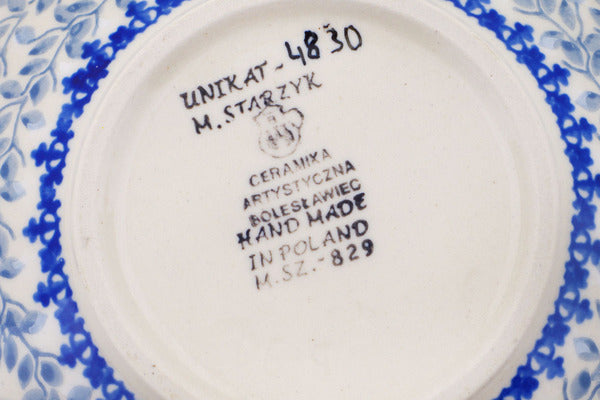 UNIKAT - 4830
M. STARZYK
CERAMIKA
ARTYSTYCZNA
BOLESŁAWIEC
HAND MADE
IN POLAND
M.SZ.-829